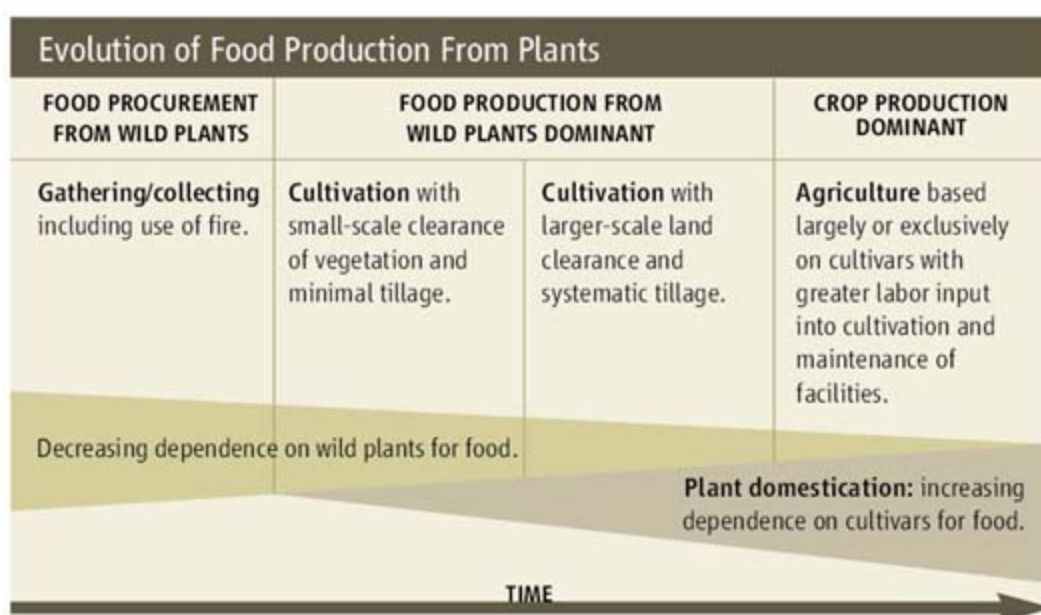 Evolution of Food Production From Plants
FOOD PROCUREMENT
FROM WILD PLANTS
FOOD PRODUCTION FROM
WILD PLANTS DOMINANT
CROP PRODUCTION
DOMINANT
Gathering/collecting
including use of fire.
Cultivation with
small-scale clearance
of vegetation and
minimal tillage.
Cultivation with
larger-scale land
clearance and
systematic tillage.
Agriculture based
largely or exclusively
on cultivars with
greater labor input
into cultivation and
maintenance of
facilities.
Decreasing dependence on wild plants for food.
Plant domestication: increasing
dependence on cultivars for food.
TIME